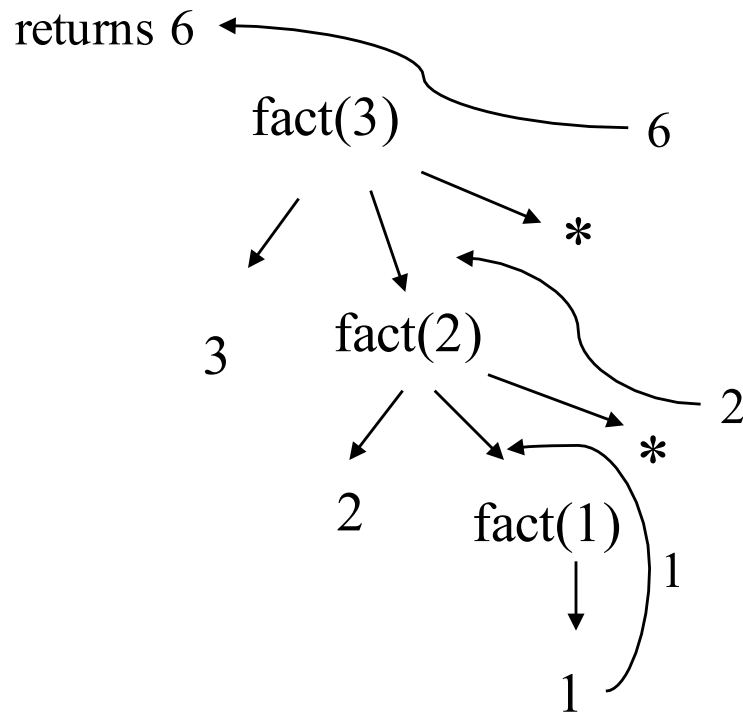 returns 6
fact(3)
6
*
3
fact(2)
2
*
2
fact(1)
1
1